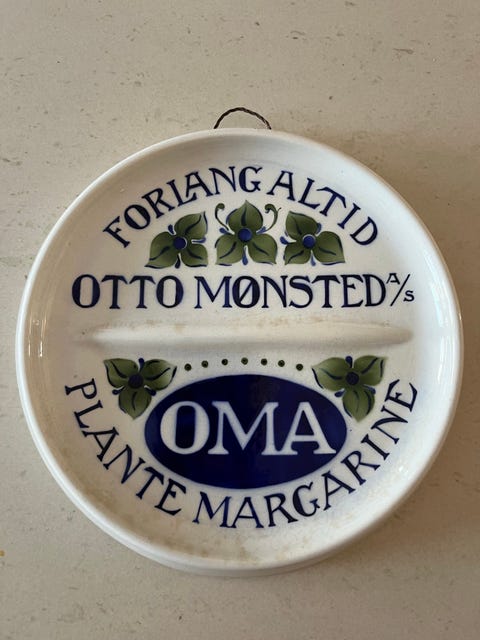 FORLANG ALTID
OTTO MØNSTED A/S
OMA
PLANTE MARGARINE